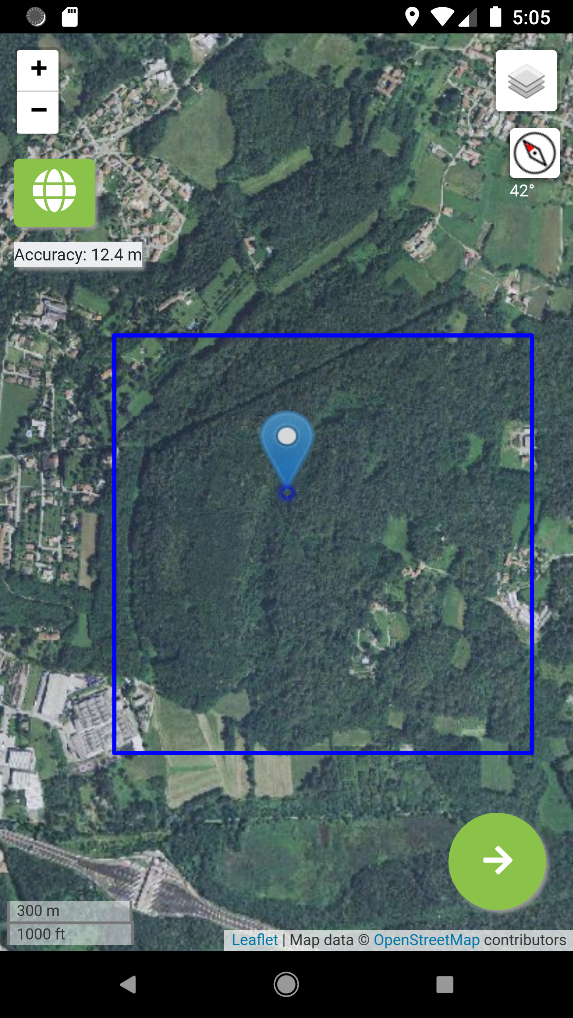 5:05
+
−
42°
Accuracy: 12.4 m
300 m
1000 ft
Leaflet | Map data © OpenStreetMap contributors